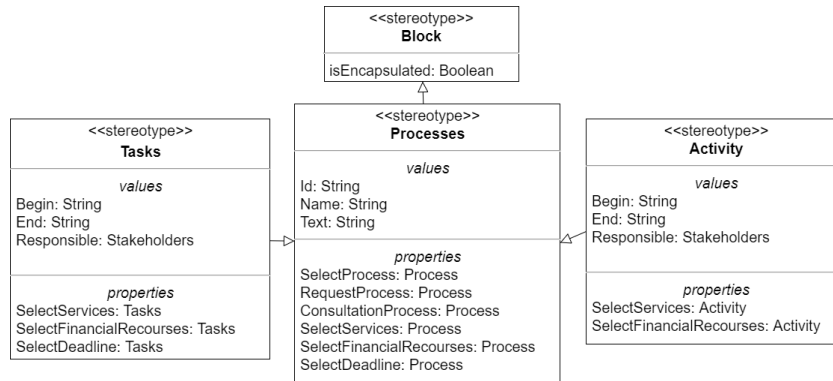 <<stereotype>>
Block
isEncapsulated: Boolean
<<stereotype>>
Tasks
values
Begin: String
End: String
Responsible: Stakeholders
properties
SelectServices: Tasks
SelectFinancialRecourses: Tasks
SelectDeadline: Tasks
<<stereotype>>
Processes
values
Id: String
Name: String
Text: String
properties
SelectProcess: Process
RequestProcess: Process
ConsultationProcess: Process
SelectServices: Process
SelectFinancialRecourses: Process
SelectDeadline: Process
<<stereotype>>
Activity
values
Begin: String
End: String
Responsible: Stakeholders
properties
SelectServices: Activity
SelectFinancialRecourses: Activity